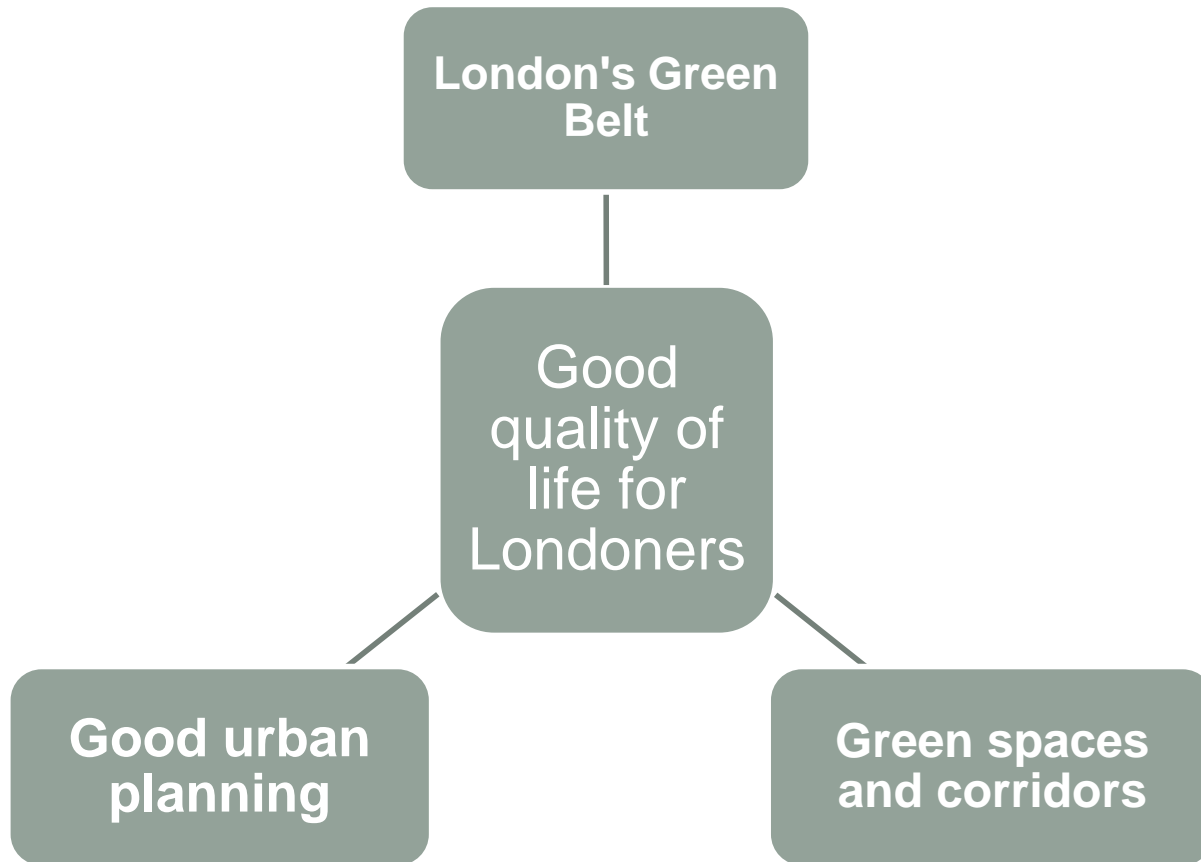 London's Green
Belt
Good
quality of
life for
Londoners
Good urban
planning
Green spaces
and corridors